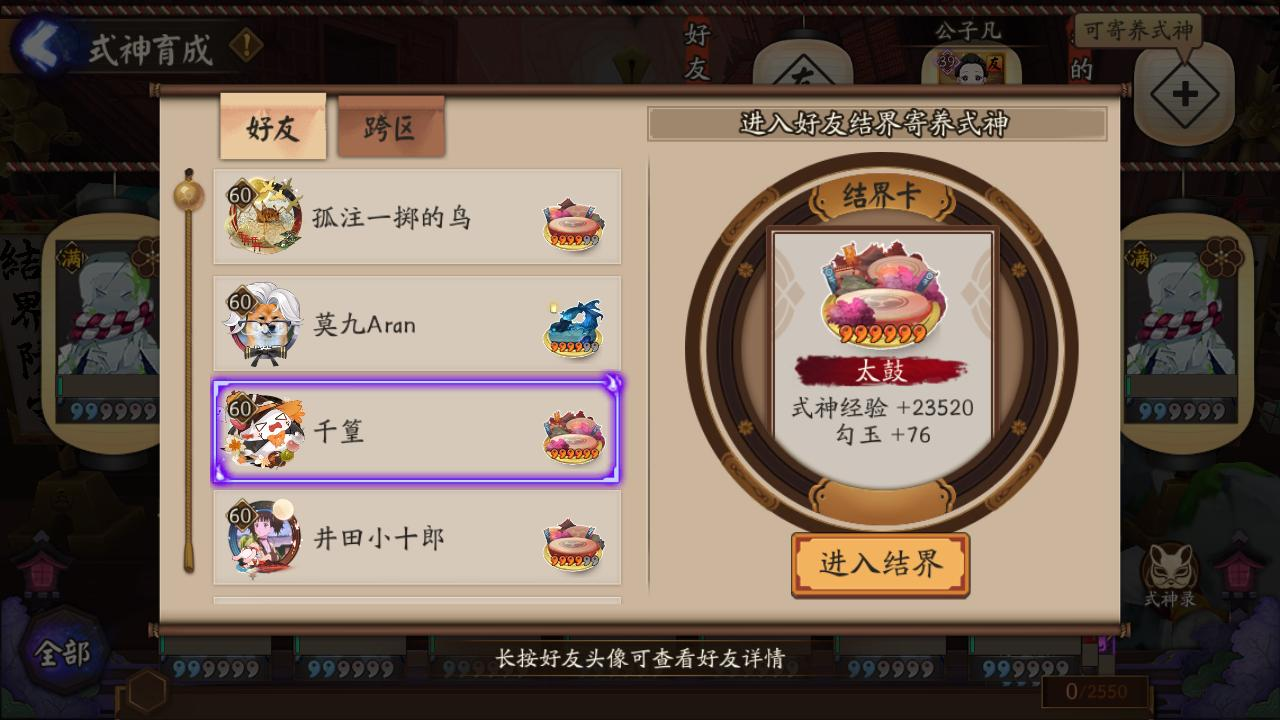 式神育成
好友
的
公子凡
39
友
可寄养式神
好友
跨区
进入好友结界寄养式神
60
孤注一掷的鸟
60
莫九Aran
60
千篁
60
井田小十郎
结界卡
太鼓
式神经验 +23520
勾玉 +76
进入结界
满
满
式神录
全部
长按好友头像可查看好友详情
0/2550